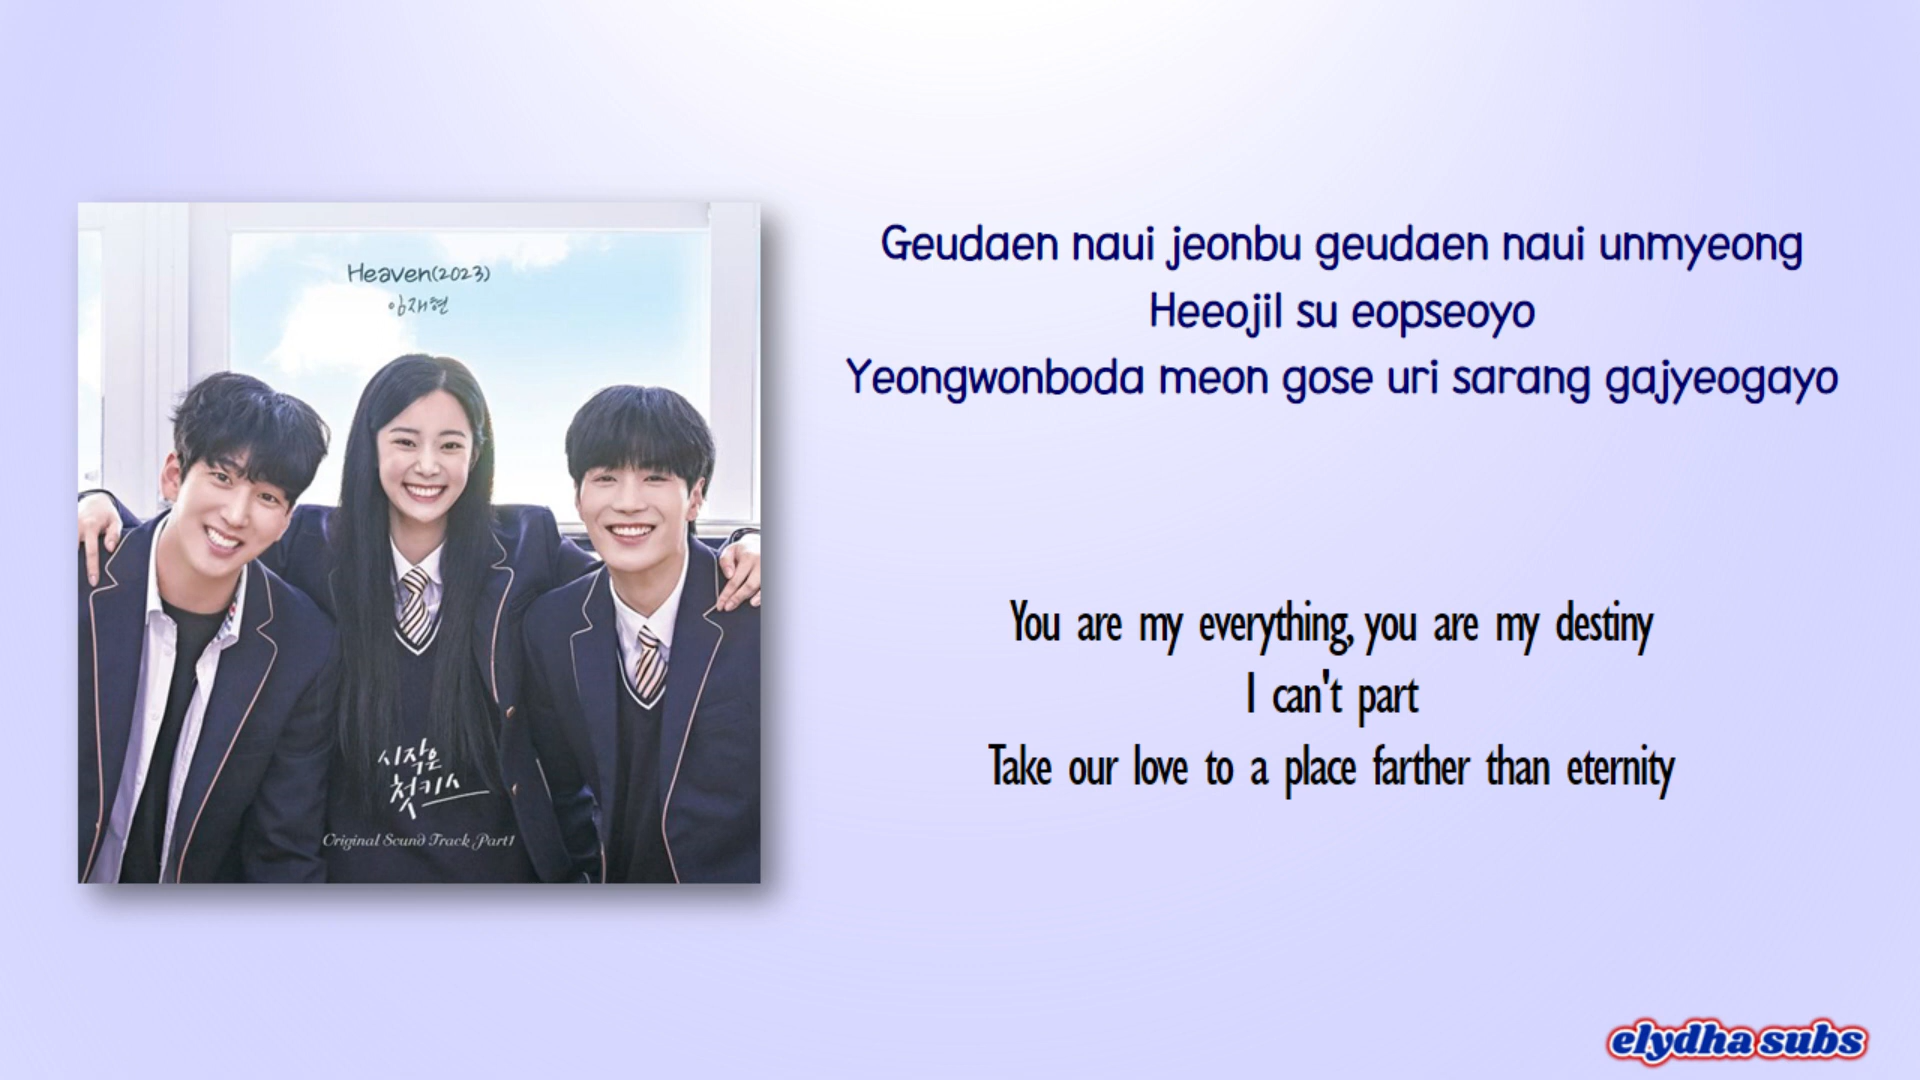 Heaven(2023)
임재현
시작은
첫키스
Original Sound Track Part1
Geudaen naui jeonbu geudaen naui unmyeong
Heeojil su eopseoyo
Yeongwonboda meon gose uri sarang gajyeogayo
You are my everything, you are my destiny
I can't part
Take our love to a place farther than eternity
elydha subs